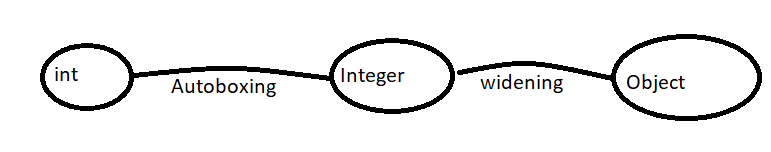 int
Autoboxing
Integer
widening
Object